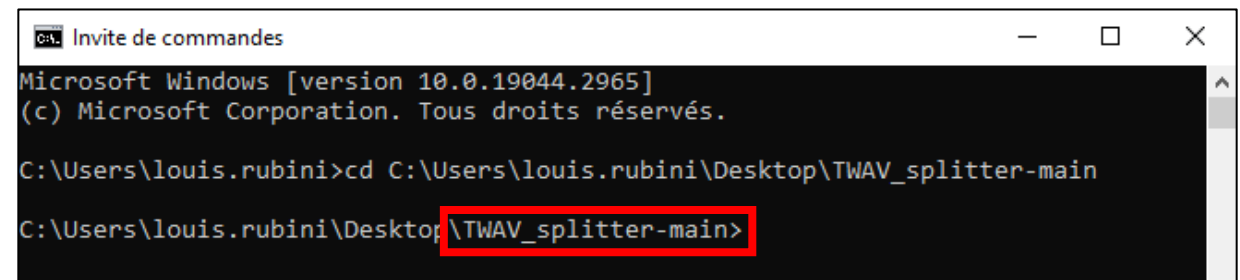 Invite de commandes
Microsoft Windows [version 10.0.19044.2965]
(c) Microsoft Corporation. Tous droits réservés.
C:\Users\louis.rubini>cd C:\Users\louis.rubini\Desktop\TWAV_splitter-main
C:\Users\louis.rubini\Desktop\TWAV_splitter-main>